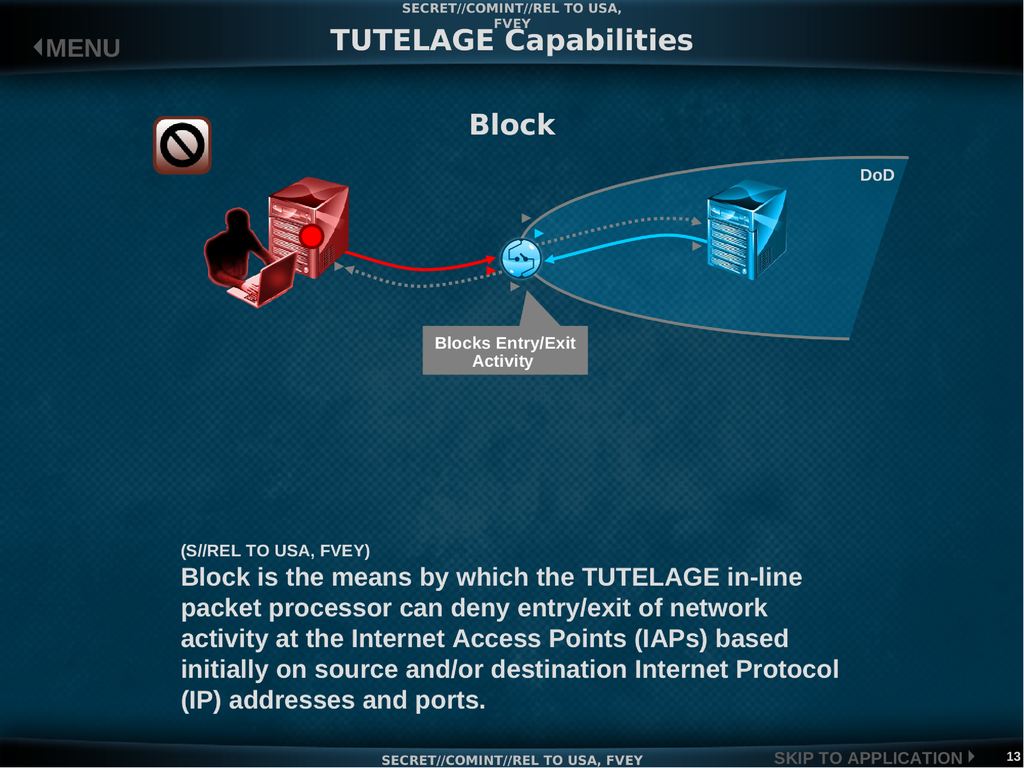 SECRET//COMINT//REL TO USA,
FVEY
MENU
TUTELAGE Capabilities
Block
DoD
Blocks Entry/Exit
Activity
(S//REL TO USA, FVEY)
Block is the means by which the TUTELAGE in-line
packet processor can deny entry/exit of network
activity at the Internet Access Points (IAPs) based
initially on source and/or destination Internet Protocol
(IP) addresses and ports.
SECRET//COMINT//REL TO USA, FVEY
SKIP TO APPLICATION
13